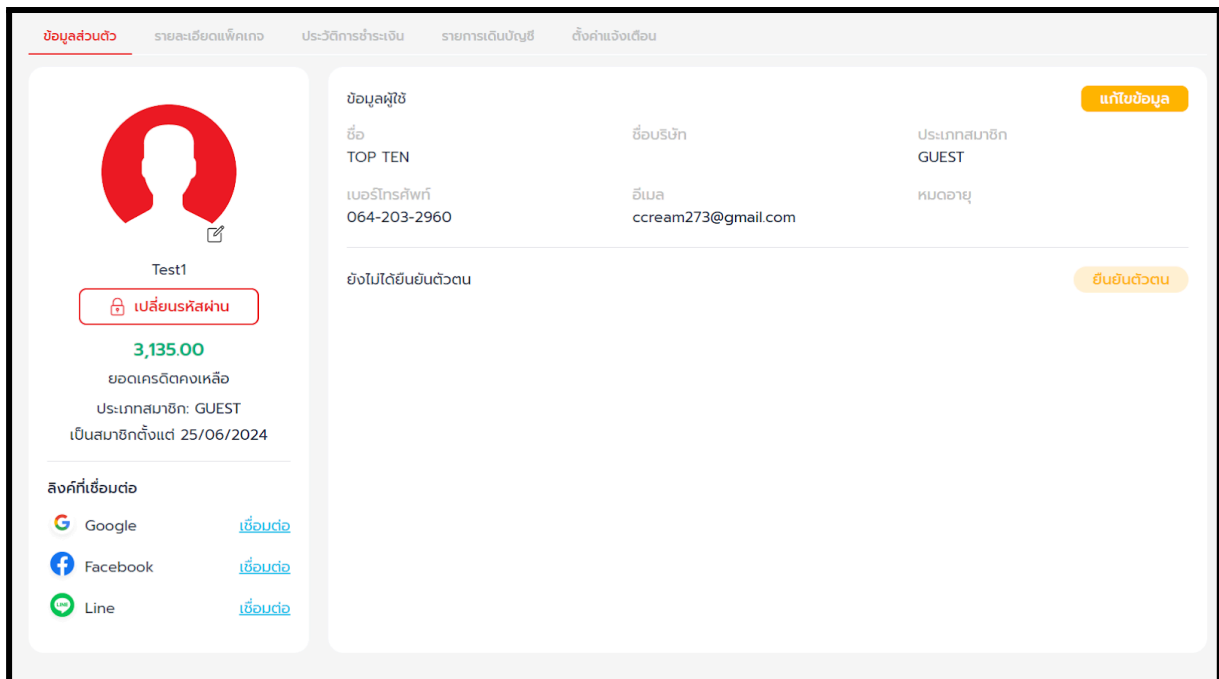 ข้อมูลส่วนตัว รายละเอียดแพ็คเกจ ประวัติการชำระเงิน รายการเดินบัญชี ตั้งค่าแจ้งเตือน
Test1
เปลี่ยนรหัสผ่าน
3,135.00
ยอดเครดิตคงเหลือ
ประเภทสมาชิก: GUEST
เป็นสมาชิกตั้งแต่ 25/06/2024
ลิงค์ที่เชื่อมต่อ
Google เชื่อมต่อ
Facebook เชื่อมต่อ
LINE Line เชื่อมต่อ
ข้อมูลผู้ใช้ แก้ไขข้อมูล
ชื่อ ชื่อบริษัท ประเภทสมาชิก
TOP TEN GUEST
เบอร์โทรศัพท์ อีเมล หมดอายุ
064-203-2960 ccream273@gmail.com
ยังไม่ได้ยืนยันตัวตน ยืนยันตัวตน